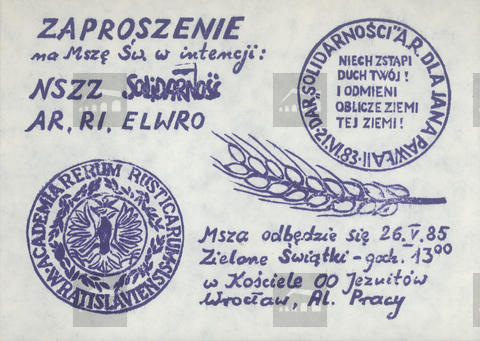 ZAPROSZENIE
na Mszę Św. w intencji:
NSZZ SOLIDARNOŚĆ
AR, RI, ELWRO
21.VI.83 • DAR „SOLIDARNOŚCI” A.R. DLA JANA PAWŁA II
NIECH ZSTĄPI
DUCH TWÓJ!
I ODMIENI
OBLICZE ZIEMI
TEJ ZIEMI!
ACADEMIA RERUM RUSTICARUM
WRATISLAVIENSIS
Msza odbędzie się 26.V.85
Zielone Świątki - godz. 13⁰⁰
w Kościele OO Jezuitów
Wrocław, Al. Pracy